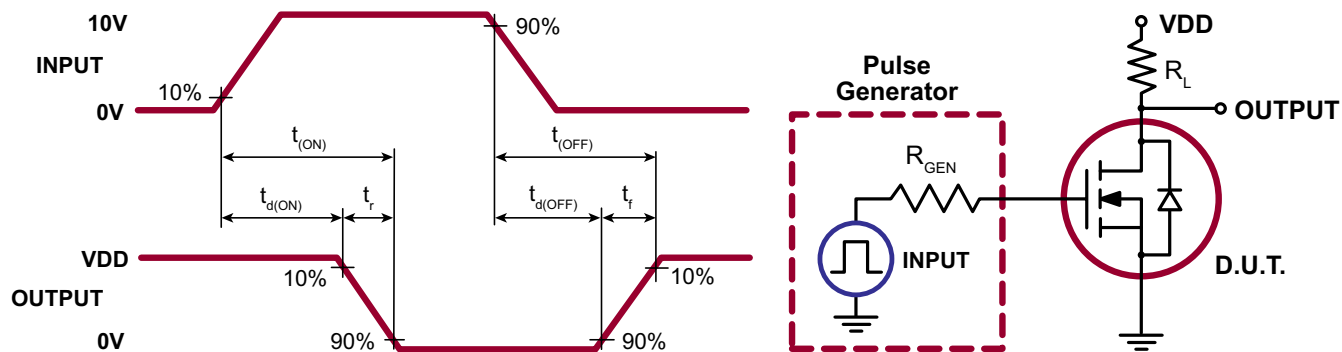 10V
INPUT
0V
10%
90%
t(ON)
t(OFF)
td(ON)
tr
td(OFF)
tf
VDD
OUTPUT
0V
10%
90%
90%
10%
Pulse
Generator
RGEN
INPUT
VDD
RL
OUTPUT
D.U.T.